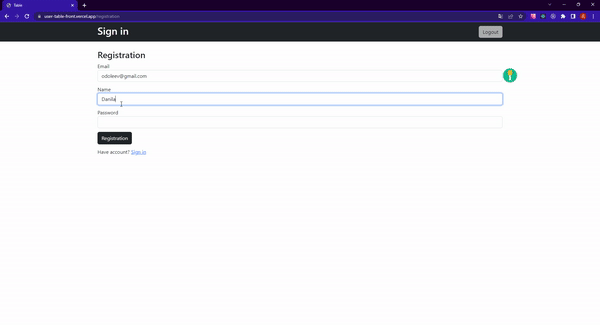 Table
user-table-front.vercel.app/registration
Sign in
Logout
Registration
Email
odoleev@gmail.com
Name
Danila
Password
Registration
Have account? Sign in